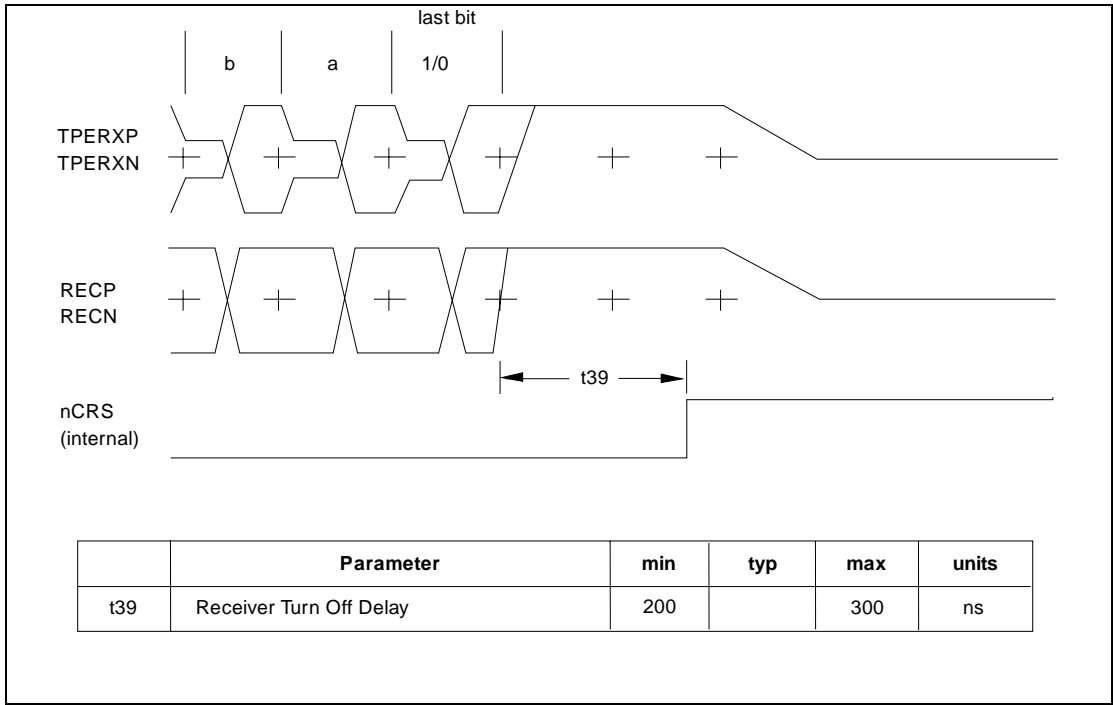 last bit
b a 1/0
TPERXP
TPERXN
RECP
RECN
t39
nCRS
(internal)
Parameter min typ max units
t39 Receiver Turn Off Delay 200 300 ns